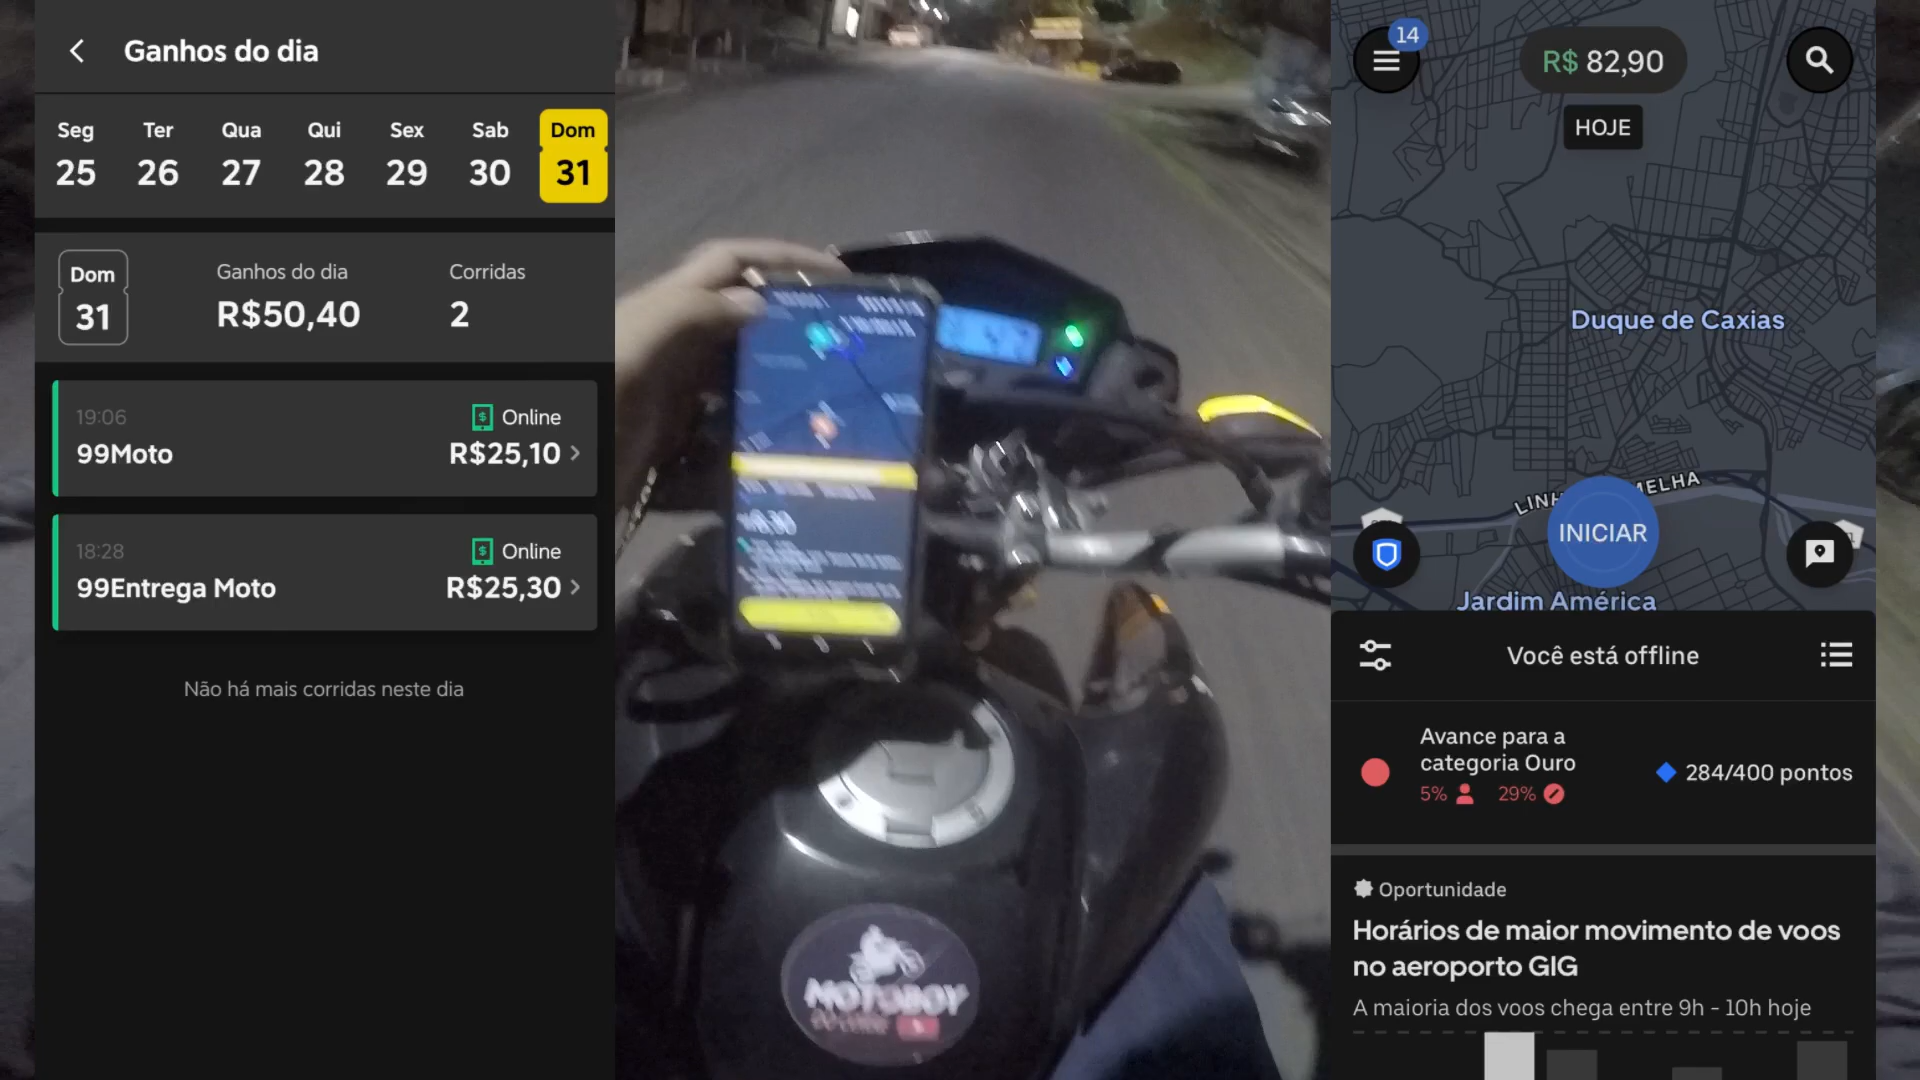 Ganhos do dia
Seg Ter Qua Qui Sex Sab Dom
25 26 27 28 29 30 31
Dom
31
Ganhos do dia
R$50,40
Corridas
2
19:06
Online
99Moto
R$25,10
18:28
Online
99Entrega Moto
R$25,30
Não há mais corridas neste dia
MOTOBOY
14
R$ 82,90
HOJE
Duque de Caxias
INICIAR
Jardim América
Você está offline
Avance para a
categoria Ouro
5% 29%
284/400 pontos
Oportunidade
Horários de maior movimento de voos
no aeroporto GIG
A maioria dos voos chega entre 9h - 10h hoje